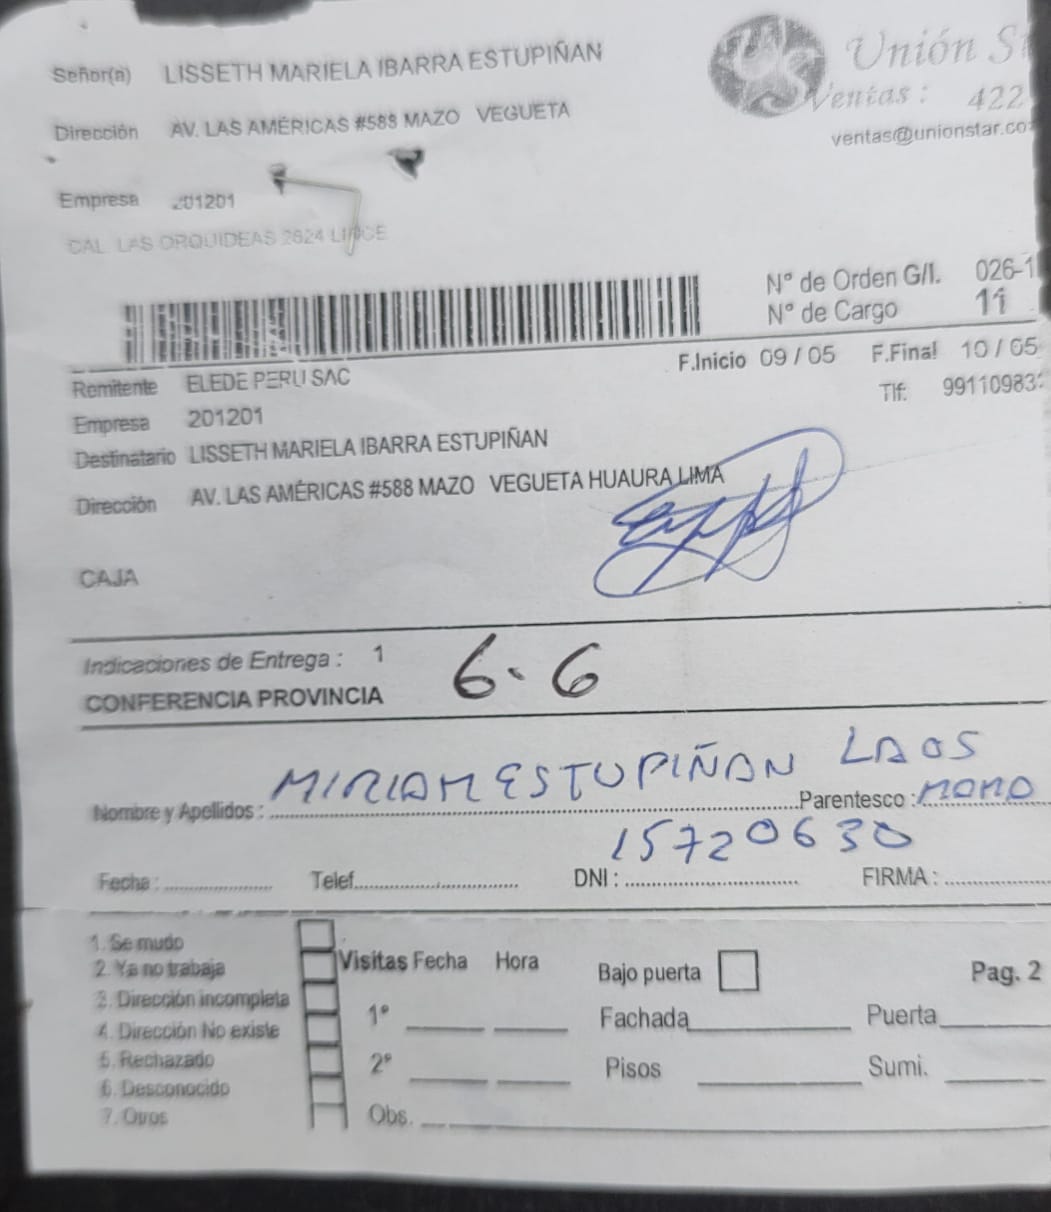 Señor(a) LISSETH MARIELA IBARRA ESTUPIÑAN
Unión St
Ventas : 422
Dirección AV. LAS AMÉRICAS #588 MAZO VEGUETA
ventas@unionstar.co
Empresa 201201
CAL. LAS ORQUIDEAS 2624 LINCE
N° de Orden G/I. 026-1
N° de Cargo 11
F.Inicio 09 / 05 F.Final 10 / 05
Remitente ELEDE PERU SAC
Tlf: 99110983
Empresa 201201
Destinatario LISSETH MARIELA IBARRA ESTUPIÑAN
Dirección AV. LAS AMÉRICAS #588 MAZO VEGUETA HUAURA LIMA
CAJA
Indicaciones de Entrega : 1
CONFERENCIA PROVINCIA
6.6
Nombre y Apellidos : MIRIAM ESTUPIÑAN LAOS Parentesco : MAMA
Fecha : Telef. DNI : 15720630 FIRMA :
1. Se mudo
2. Ya no trabaja
3. Dirección incompleta
4. Dirección No existe
5. Rechazado
6. Desconocido
7. Otros
Visitas Fecha Hora
1°
2°
Obs.
Bajo puerta
Pag. 2
Fachada Puerta
Pisos Sumi.